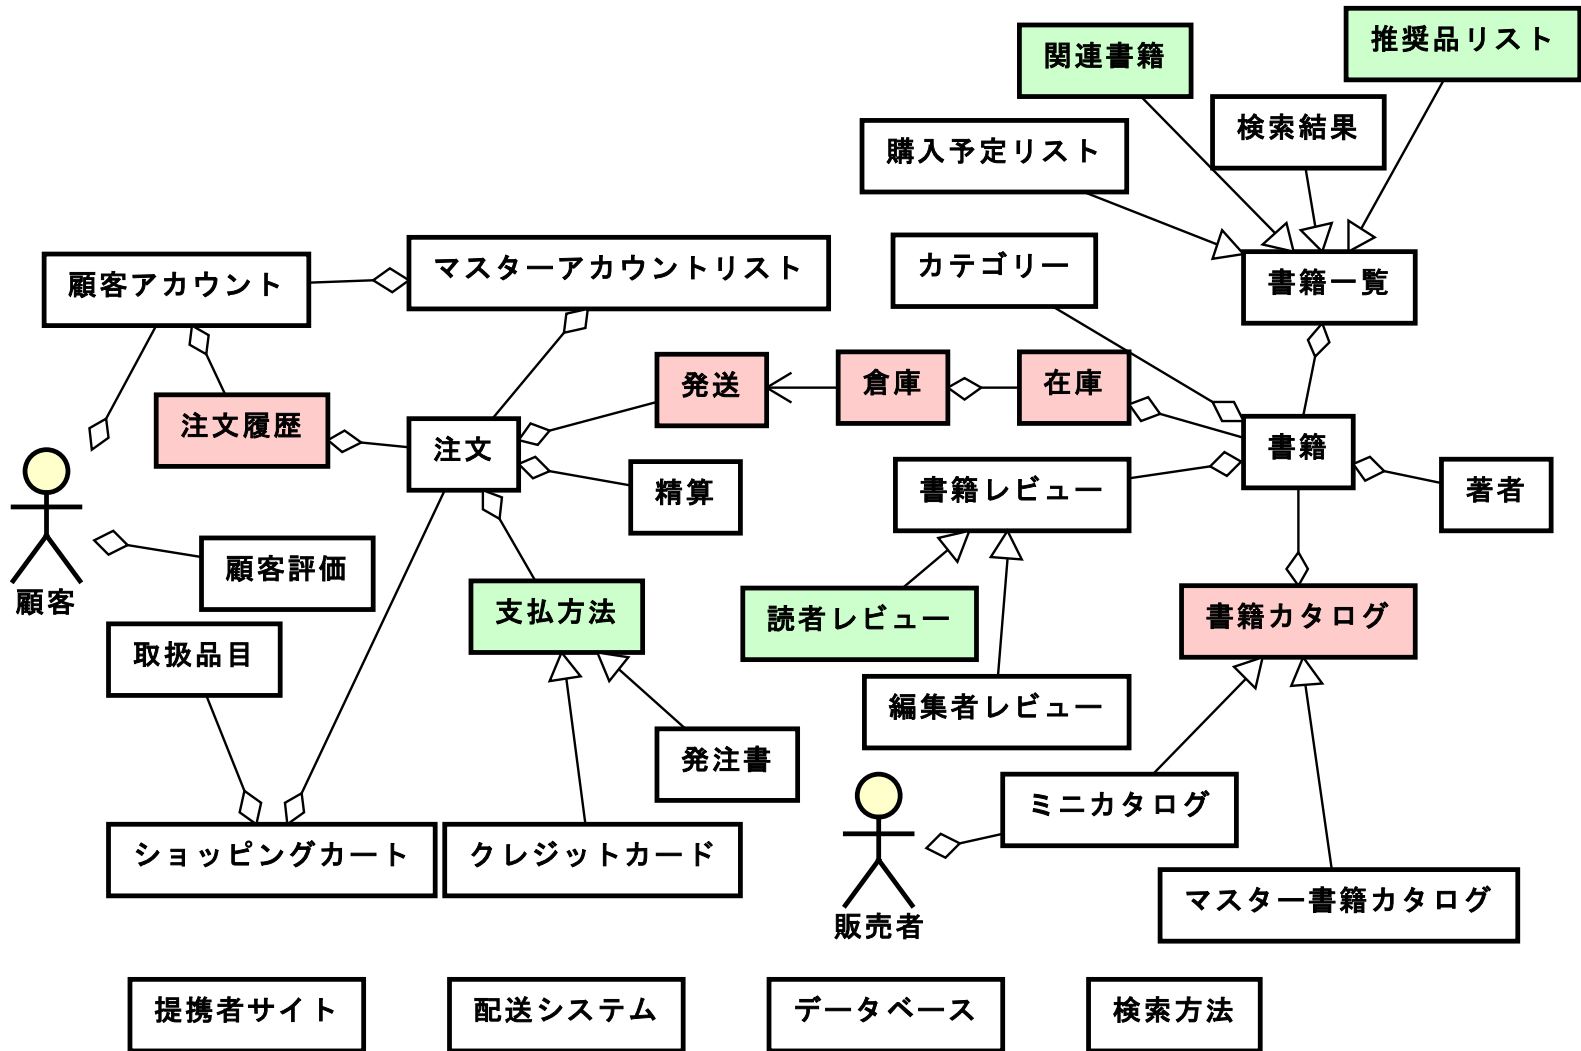 推奨品リスト
関連書籍
検索結果
購入予定リスト
カテゴリー
書籍一覧
顧客アカウント
マスターアカウントリスト
発送
倉庫
在庫
注文履歴
注文
書籍
精算
書籍レビュー
著者
顧客
顧客評価
支払方法
読者レビュー
書籍カタログ
取扱品目
編集者レビュー
発注書
ミニカタログ
ショッピングカート
クレジットカード
販売者
マスター書籍カタログ
提携者サイト
配送システム
データベース
検索方法